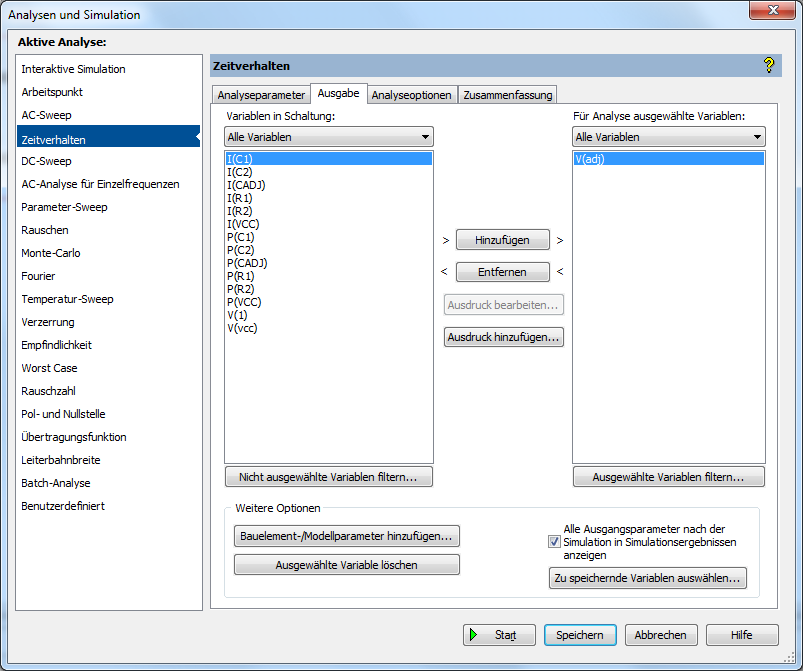 Analysen und Simulation
Aktive Analyse:
Interaktive Simulation
Arbeitspunkt
AC-Sweep
Zeitverhalten
DC-Sweep
AC-Analyse für Einzelfrequenzen
Parameter-Sweep
Rauschen
Monte-Carlo
Fourier
Temperatur-Sweep
Verzerrung
Empfindlichkeit
Worst Case
Rauschzahl
Pol- und Nullstelle
Übertragungsfunktion
Leiterbahnbreite
Batch-Analyse
Benutzerdefiniert
Zeitverhalten
?
Analyseparameter
Ausgabe
Analyseoptionen
Zusammenfassung
Variablen in Schaltung:
Alle Variablen
I(C1)
I(C2)
I(CADJ)
I(R1)
I(R2)
I(VCC)
P(C1)
P(C2)
P(CADJ)
P(R1)
P(R2)
P(VCC)
V(1)
V(vcc)
Nicht ausgewählte Variablen filtern...
> Hinzufügen >
< Entfernen <
Ausdruck bearbeiten...
Ausdruck hinzufügen...
Für Analyse ausgewählte Variablen:
Alle Variablen
V(adj)
Ausgewählte Variablen filtern...
Weitere Optionen
Bauelement-/Modellparameter hinzufügen...
Ausgewählte Variable löschen
Alle Ausgangsparameter nach der
Simulation in Simulationsergebnissen
anzeigen
Zu speichernde Variablen auswählen...
Start
Speichern
Abbrechen
Hilfe